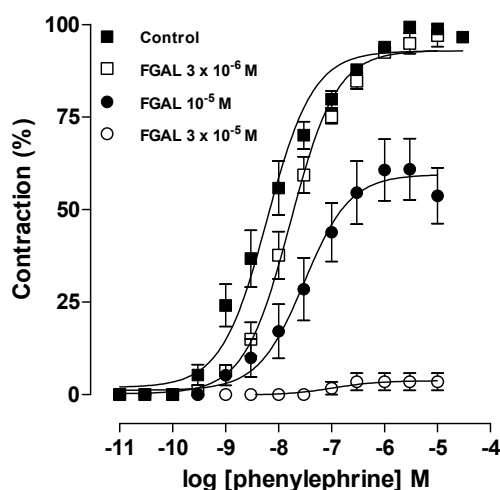 100
75
50
25
0
Contraction (%)
Control
FGAL 3 x 10⁻⁶ M
FGAL 10⁻⁵ M
FGAL 3 x 10⁻⁵ M
-11 -10 -9 -8 -7 -6 -5 -4
log [phenylephrine] M